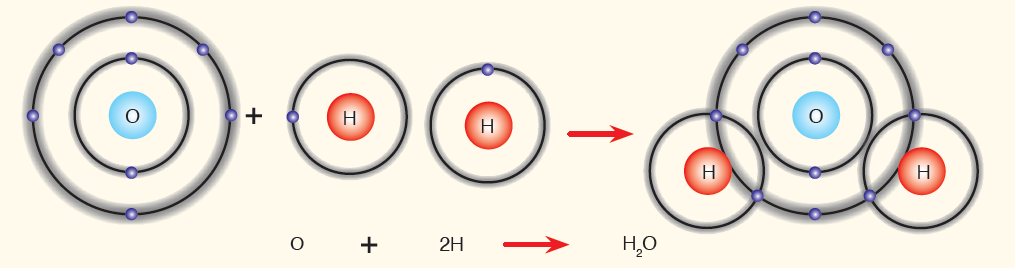 O + H H O H H
O + 2H H₂O